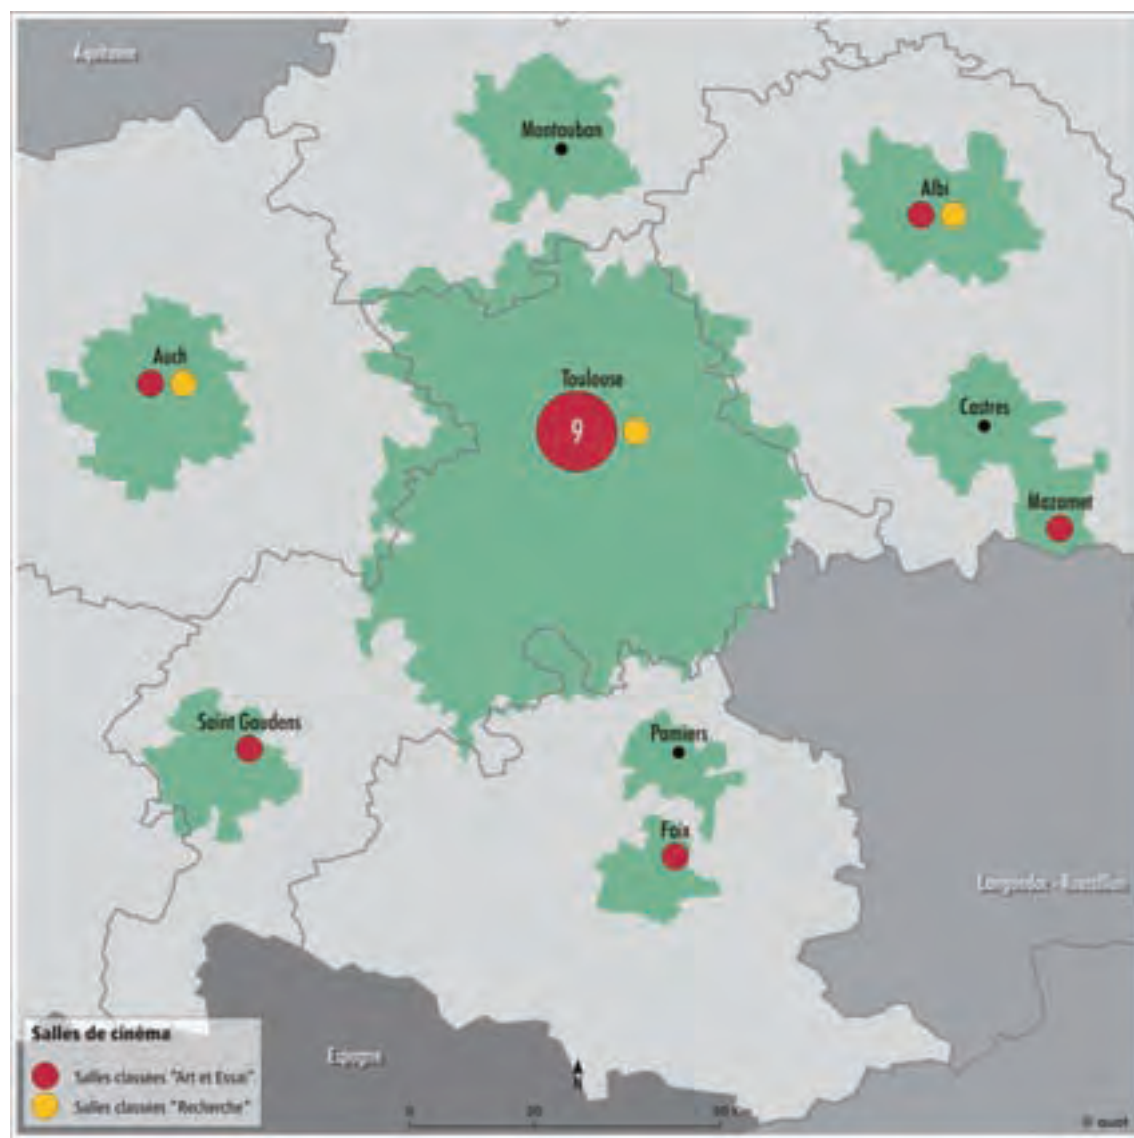 Aquitaine
Montauban
Albi
Auch
Toulouse
9
Castres
Mazamet
Saint Gaudens
Pamiers
Foix
Languedoc - Roussillon
Espagne
Salles de cinéma
Salles classées "Art et Essai"
Salles classées "Recherche"
N
0
© auat